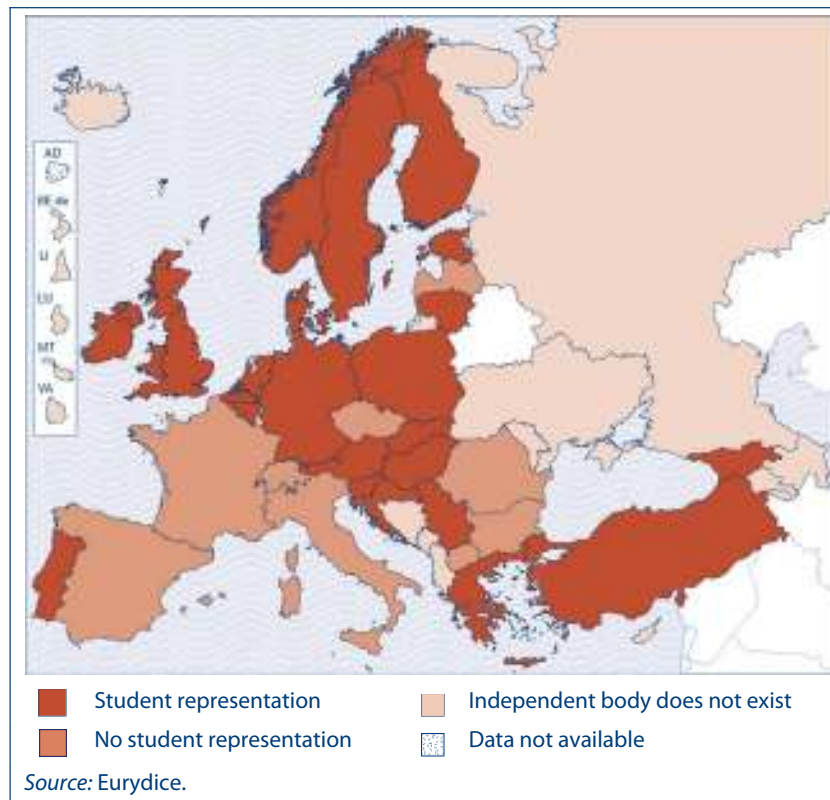 AD
BE de
LI
LU
MT
VA
Student representation
No student representation
Independent body does not exist
Data not available
Source: Eurydice.